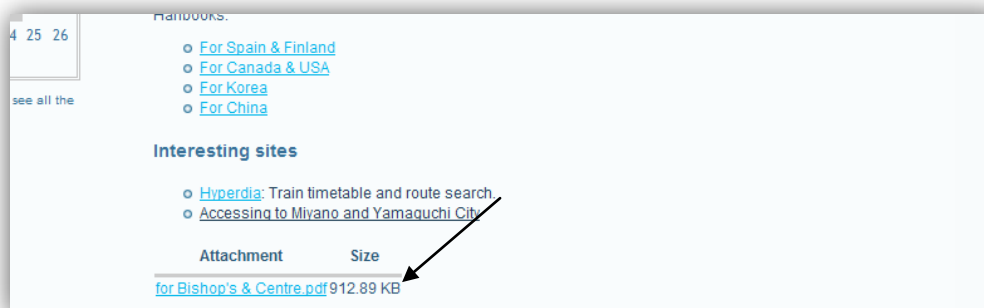 Hanbooks:
4 25 26
For Spain & Finland
For Canada & USA
For Korea
For China
see all the
Interesting sites
Hyperdia: Train timetable and route search.
Accessing to Miyano and Yamaguchi City
Attachment Size
for Bishop's & Centre.pdf 912.89 KB